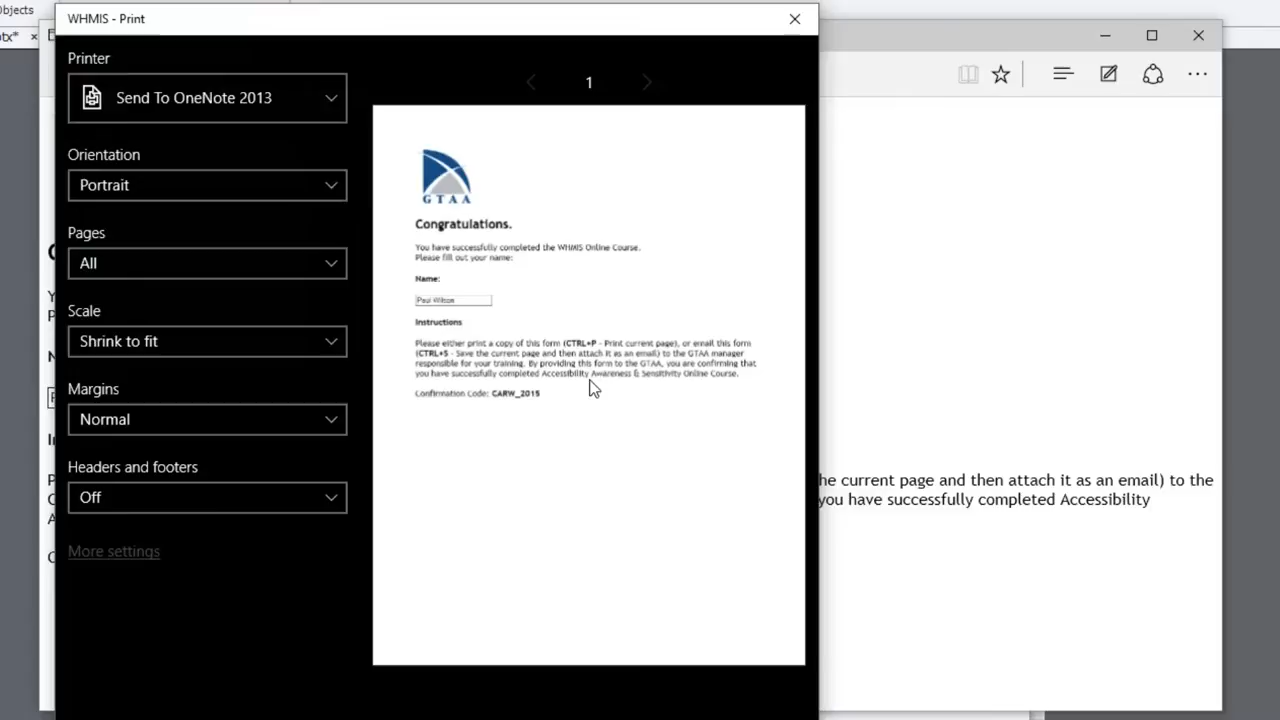 Objects
otx* ×
WHMIS - Print
Printer
Send To OneNote 2013
Orientation
Portrait
Pages
All
Scale
Shrink to fit
Margins
Normal
Headers and footers
Off
More settings
1
GTAA
Congratulations.
You have successfully completed the WHMIS Online Course.
Please fill out your name:
Name:
Paul Wilson
Instructions
Please either print a copy of this form (CTRL+P - Print current page), or email this form
(CTRL+S - Save the current page and then attach it as an email) to the GTAA manager
responsible for your training. By providing this form to the GTAA, you are confirming that
you have successfully completed Accessibility Awareness & Sensitivity Online Course.
Confirmation Code: CARW_2015
he current page and then attach it as an email) to the
you have successfully completed Accessibility